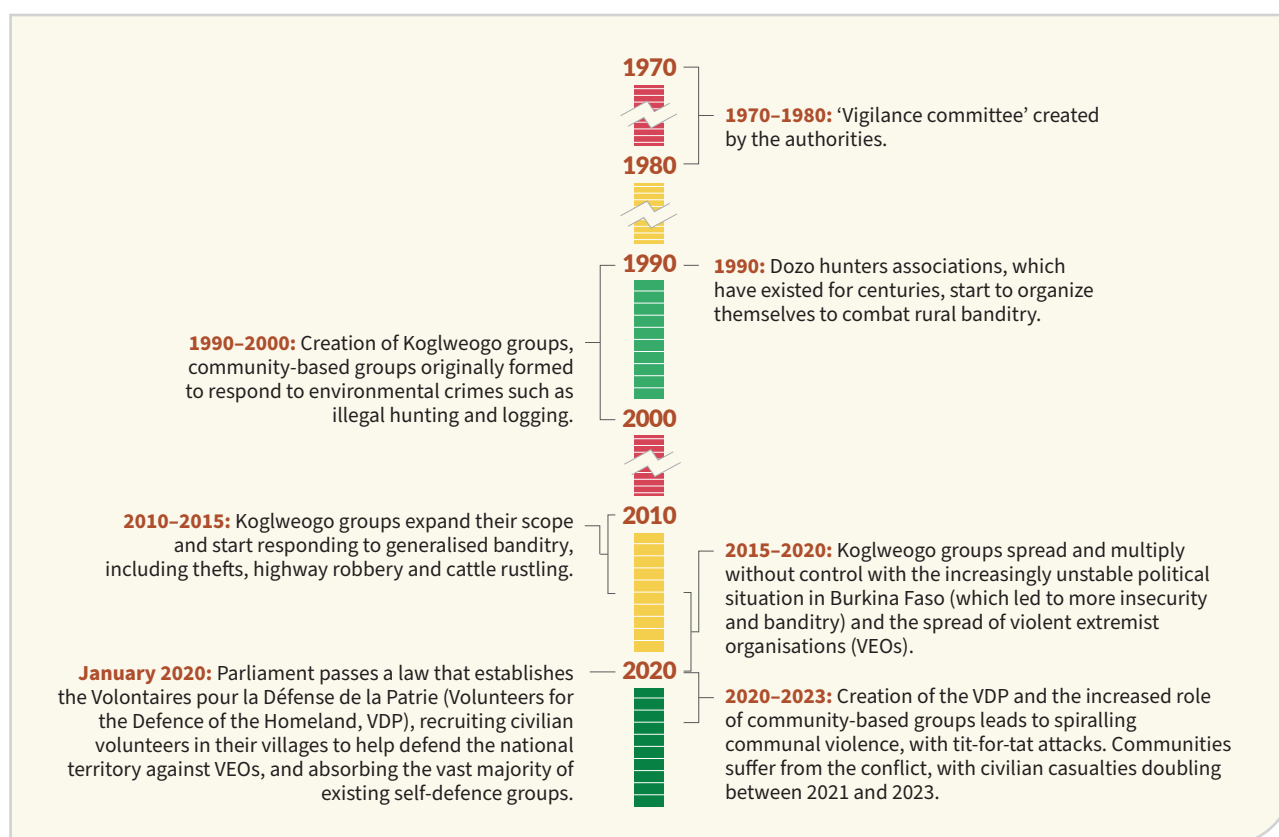 1970
1970–1980: ‘Vigilance committee’ created
by the authorities.
1980
1990
1990: Dozo hunters associations, which
have existed for centuries, start to organize
themselves to combat rural banditry.
1990–2000: Creation of Koglweogo groups,
community-based groups originally formed
to respond to environmental crimes such as
illegal hunting and logging.
2000
2010
2010–2015: Koglweogo groups expand their scope
and start responding to generalised banditry,
including thefts, highway robbery and cattle rustling.
2015–2020: Koglweogo groups spread and multiply
without control with the increasingly unstable political
situation in Burkina Faso (which led to more insecurity
and banditry) and the spread of violent extremist
organisations (VEOs).
2020
January 2020: Parliament passes a law that establishes
the Volontaires pour la Défense de la Patrie (Volunteers for
the Defence of the Homeland, VDP), recruiting civilian
volunteers in their villages to help defend the national
territory against VEOs, and absorbing the vast majority of
existing self-defence groups.
2020–2023: Creation of the VDP and the increased role
of community-based groups leads to spiralling
communal violence, with tit-for-tat attacks. Communities
suffer from the conflict, with civilian casualties doubling
between 2021 and 2023.